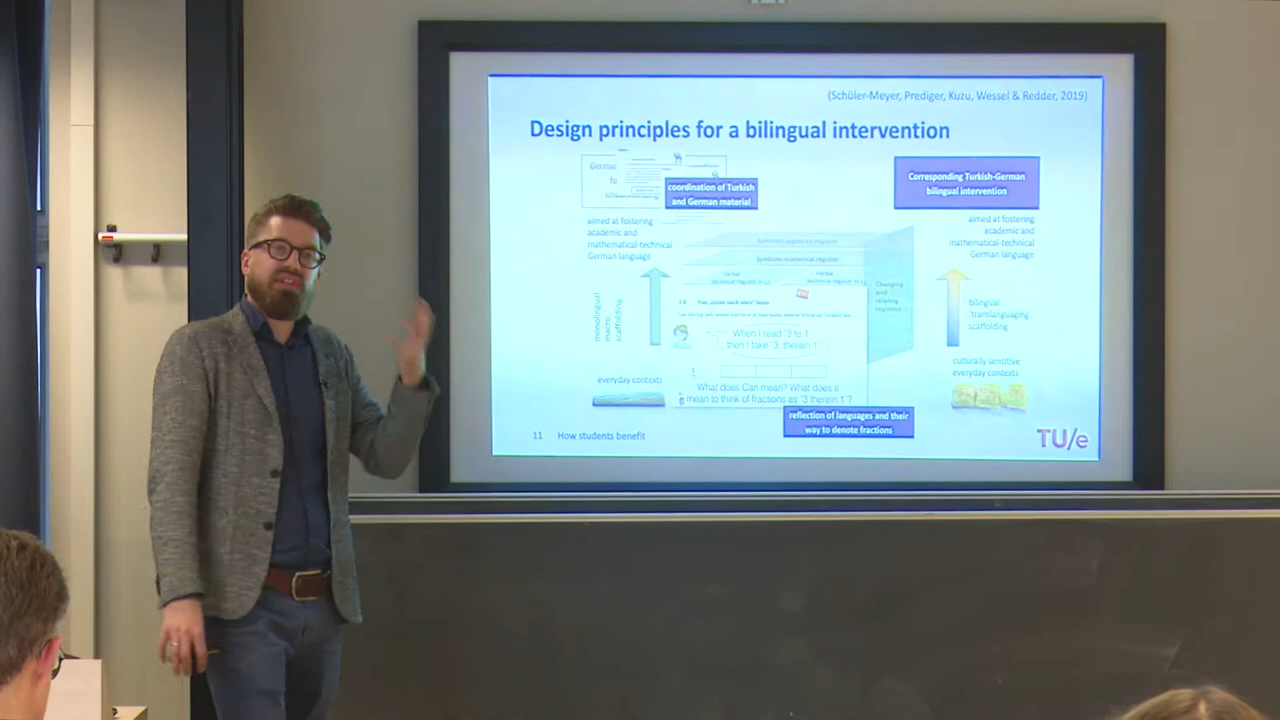 (Schüler-Meyer, Prediger, Kuzu, Wessel & Redder, 2019)
Design principles for a bilingual intervention
coordination of Turkish
and German material
Corresponding Turkish-German
bilingual intervention
aimed at fostering
academic and
mathematical-technical
German language
aimed at fostering
academic and
mathematical-technical
German language
Symbolic numerical register
Changing
and
relating
registers
monolingual
macro
scaffolding
bilingual
translanguaging
scaffolding
When I read '3 to 1'
then I take '3, therein 1'
everyday contexts
culturally sensitive
everyday contexts
What does Can mean? What does it
mean to think of fractions as '3 therein 1'?
reflection of languages and their
way to denote fractions
11 How students benefit
TU/e